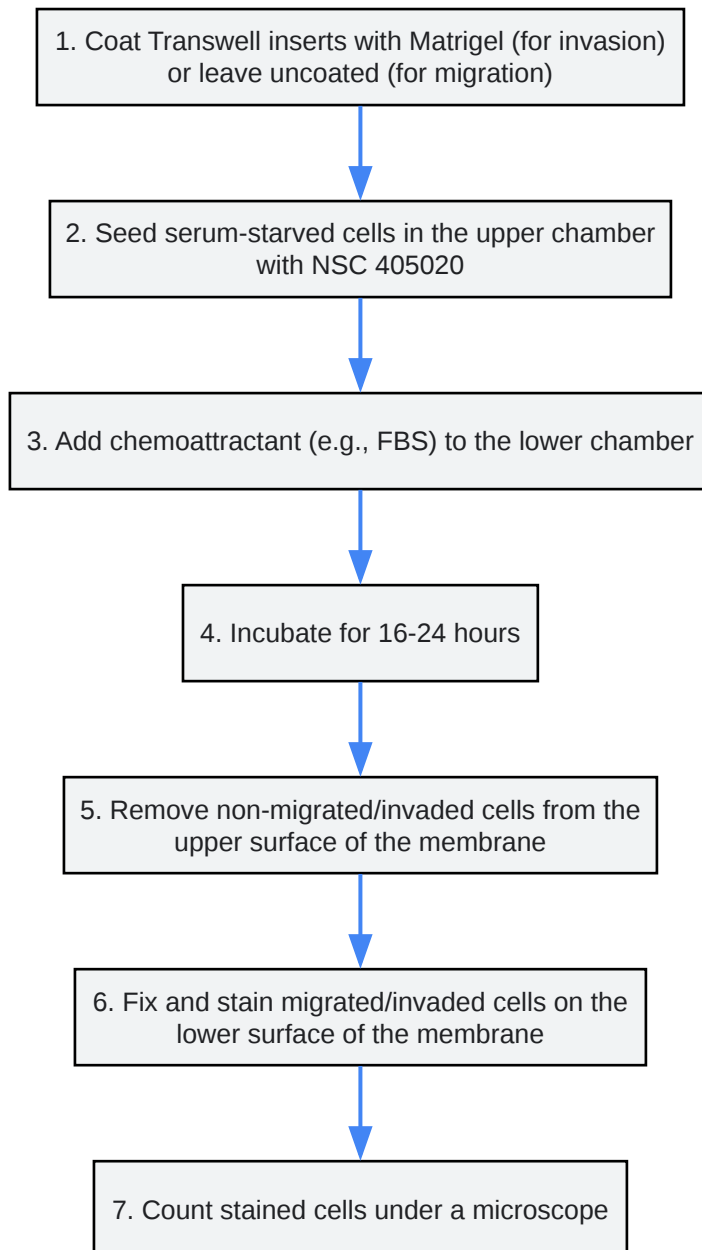 1. Coat Transwell inserts with Matrigel (for invasion)
or leave uncoated (for migration)
2. Seed serum-starved cells in the upper chamber
with NSC 405020
3. Add chemoattractant (e.g., FBS) to the lower chamber
4. Incubate for 16-24 hours
5. Remove non-migrated/invaded cells from the
upper surface of the membrane
6. Fix and stain migrated/invaded cells on the
lower surface of the membrane
7. Count stained cells under a microscope